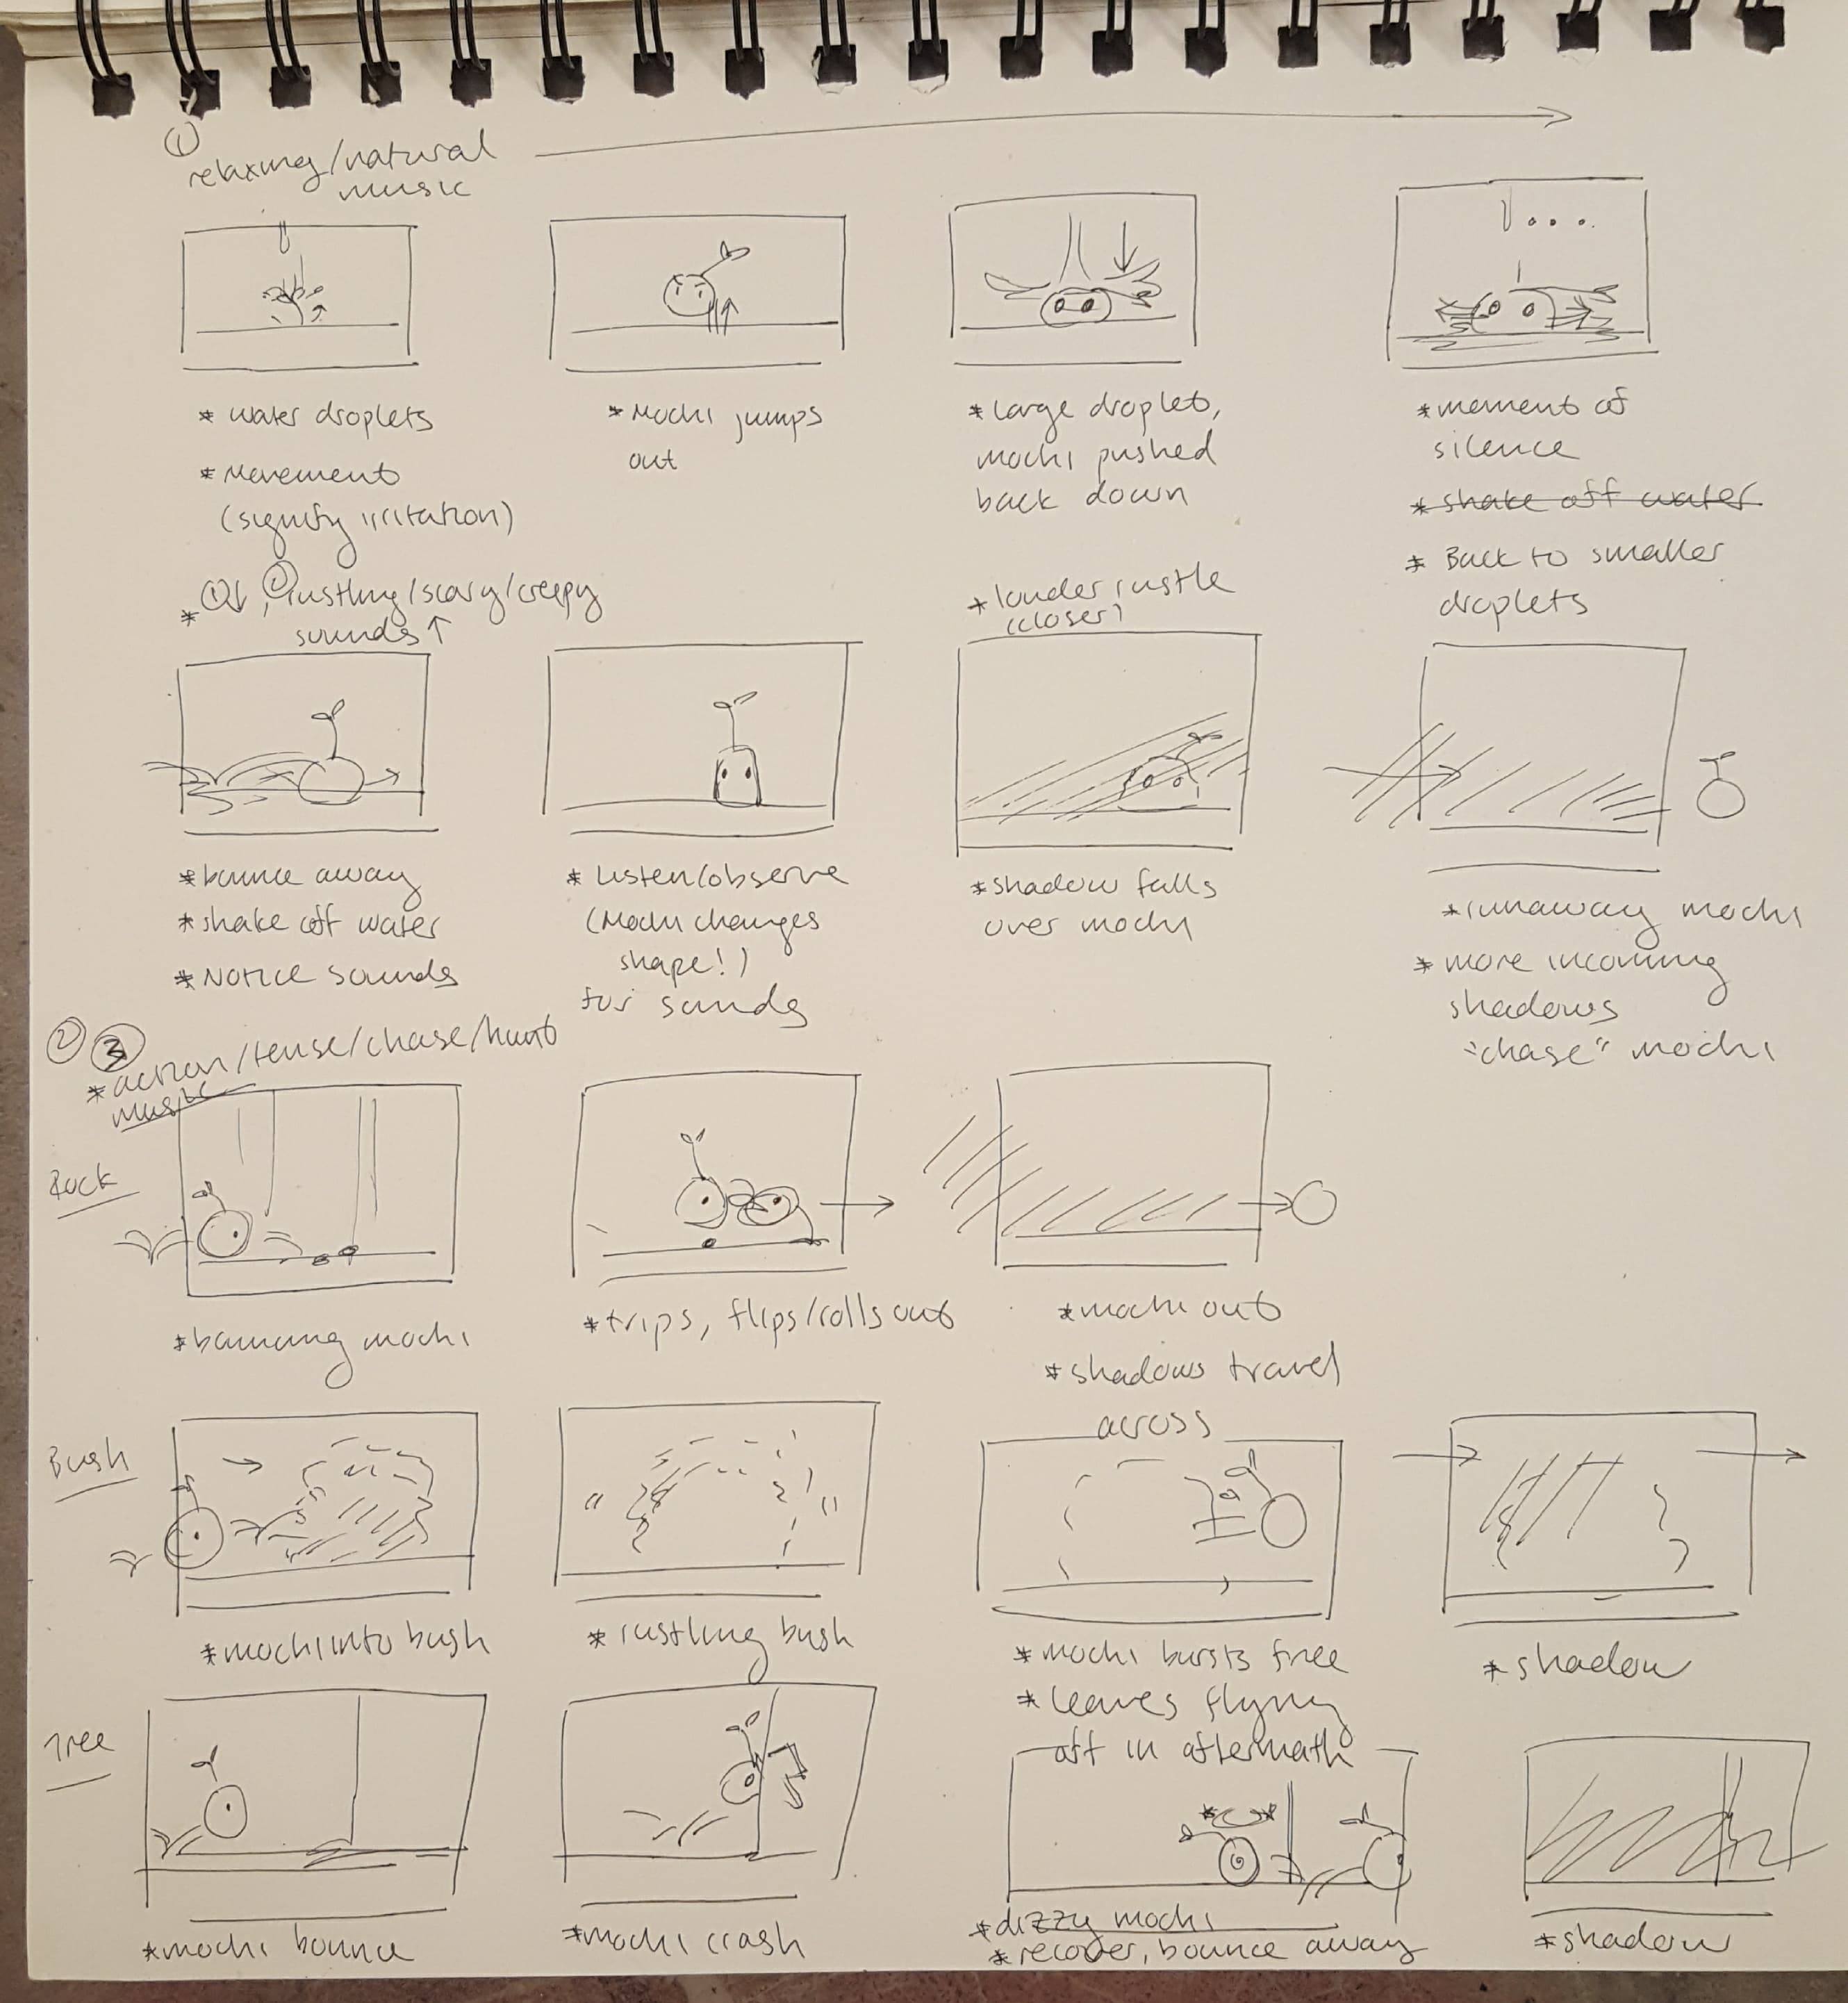 ①
relaxing/natural
music
* water droplets
* Movement
(signify irritation)
* Mochi jumps
out
* Large droplet,
mochi pushed
back down
* moment of
silence
* shake off water
* Back to smaller
droplets
* ①↓, ②rustling/scary/creepy
sounds ↑
* louder rustle
(closer)
* bounce away
* shake off water
* Notice sounds
* Listen/observe
(Mochi changes
shape!)
for sounds
* shadow falls
over mochi
* runaway mochi
* more incoming
shadows
"chase" mochi
② ③
* action/tense/chase/hunt
music
Rock
* bouncing mochi
* trips, flips/rolls out
* mochi out
* shadows travel
across
Bush
* mochi into bush
* rustling bush
* mochi bursts free
* leaves flying
off in aftermath
* shadow
Tree
* mochi bounce
* mochi crash
* dizzy mochi
* recover, bounce away
* shadow